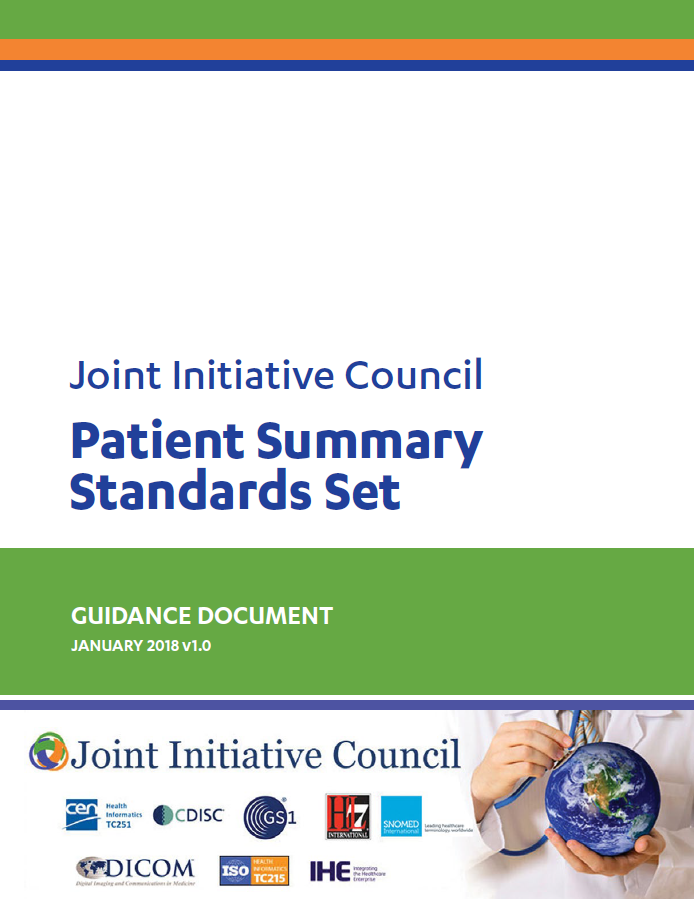 Joint Initiative Council
Patient Summary
Standards Set
GUIDANCE DOCUMENT
JANUARY 2018 v1.0
Joint Initiative Council
cen Health
Informatics
TC251
CDISC
GS1
®
HL7
INTERNATIONAL
SNOMED
International
Leading healthcare
terminology, worldwide
DICOM
Digital Imaging and Communications in Medicine
ISO
HEALTH
INFORMATICS
TC215
IHE
Integrating
the Healthcare
Enterprise